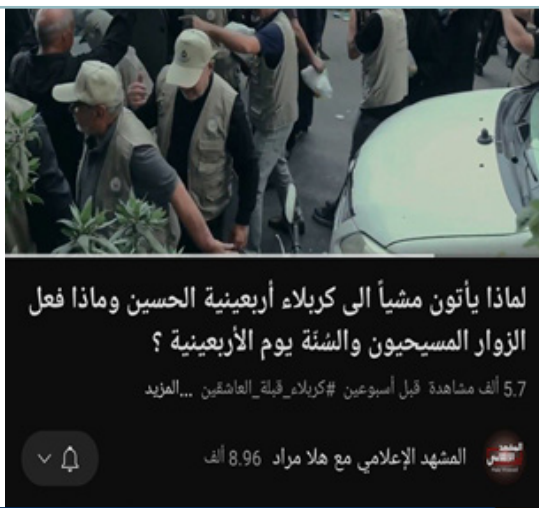 لماذا يأتون مشياً الى كربلاء أربعينية الحسين وماذا فعل
الزوار المسيحيون والسُنّة يوم الأربعينية ؟
5.7 ألف مشاهدة قبل أسبوعين #كربلاء_قبلة_العاشقين ...المزيد
المشهد الإعلامي مع هلا مراد 8.96 ألف
المشهد